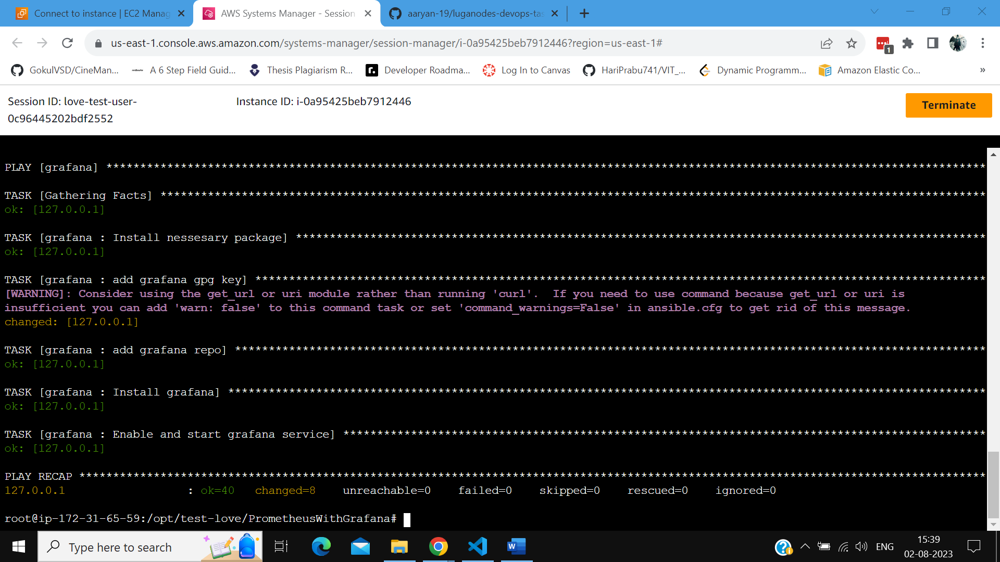 Connect to instance | EC2 Manag
AWS Systems Manager - Session
aaryan-19/luganodes-devops-tas
us-east-1.console.aws.amazon.com/systems-manager/session-manager/i-0a95425beb7912446?region=us-east-1#
1
GokulVSD/CineMan...
A 6 Step Field Guid...
Thesis Plagiarism R...
Developer Roadma...
Log In to Canvas
HariPrabu741/VIT_...
Dynamic Programm...
Amazon Elastic Co...
»
Session ID: love-test-user-
0c96445202bdf2552
Instance ID: i-0a95425beb7912446
Terminate
PLAY [grafana] **********************************************************************************************************************************
TASK [Gathering Facts] **************************************************************************************************************************
ok: [127.0.0.1]
TASK [grafana : Install nessesary package] ******************************************************************************************************
ok: [127.0.0.1]
TASK [grafana : add grafana gpg key] ************************************************************************************************************
[WARNING]: Consider using the get_url or uri module rather than running 'curl'.  If you need to use command because get_url or uri is
insufficient you can add 'warn: false' to this command task or set 'command_warnings=False' in ansible.cfg to get rid of this message.
changed: [127.0.0.1]
TASK [grafana : add grafana repo] ***************************************************************************************************************
ok: [127.0.0.1]
TASK [grafana : Install grafana] ****************************************************************************************************************
ok: [127.0.0.1]
TASK [grafana : Enable and start grafana service] ***********************************************************************************************
ok: [127.0.0.1]
PLAY RECAP **************************************************************************************************************************************
127.0.0.1                  : ok=40   changed=8    unreachable=0    failed=0    skipped=0    rescued=0    ignored=0
root@ip-172-31-65-59:/opt/test-love/PrometheusWithGrafana#
Type here to search
ENG
15:39
02-08-2023